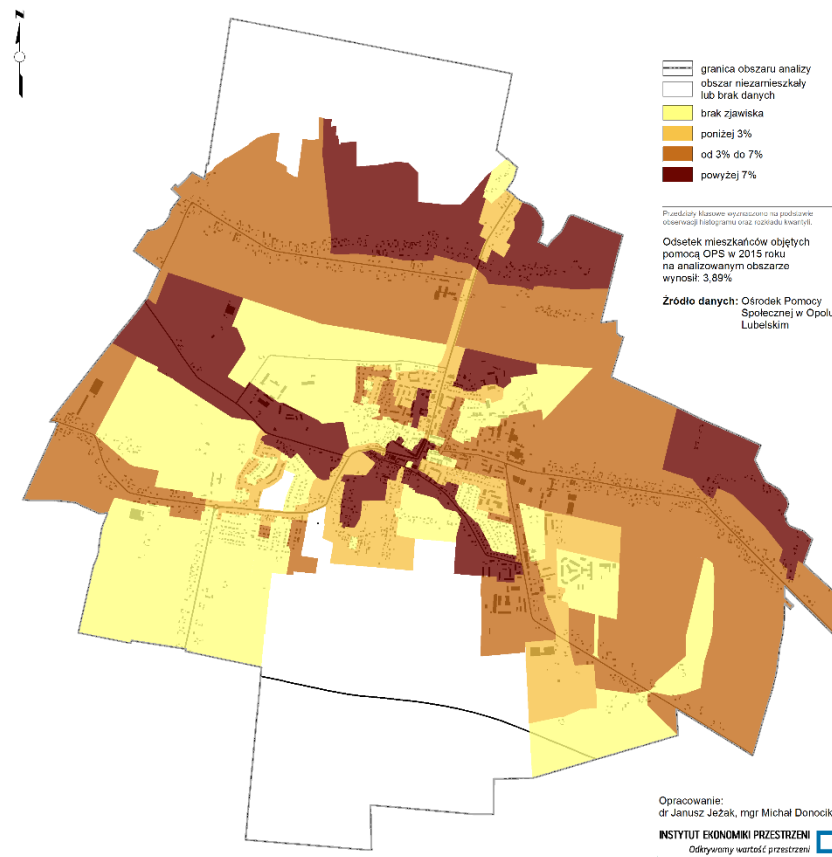 N
granica obszaru analizy
obszar niezamieszkały
lub brak danych
brak zjawiska
poniżej 3%
od 3% do 7%
powyżej 7%
Przedziały klasowe wyznaczono na podstawie
obserwacji histogramu oraz rozkładu kwantyli.
Odsetek mieszkańców objętych
pomocą OPS w 2015 roku
na analizowanym obszarze
wynosił: 3,89%
Źródło danych: Ośrodek Pomocy
Społecznej w Opolu
Lubelskim
Opracowanie:
dr Janusz Jeżak, mgr Michał Donocik
INSTYTUT EKONOMIKI PRZESTRZENI
Odkrywamy wartość przestrzeni